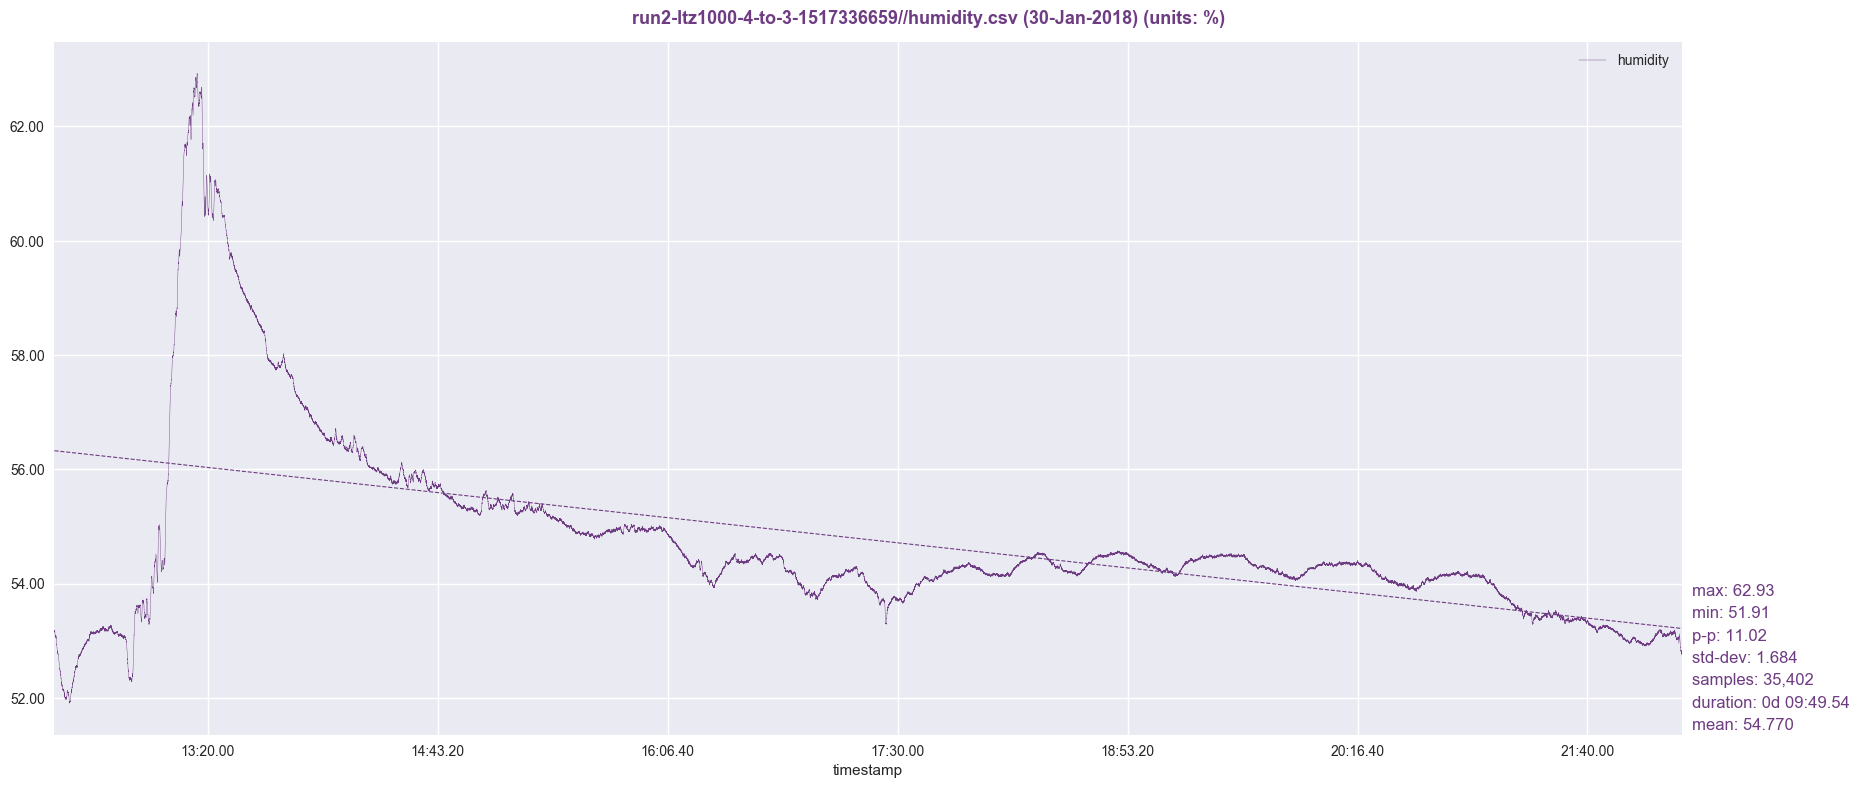 run2-ltz1000-4-to-3-1517336659//humidity.csv (30-Jan-2018) (units: %)
humidity
62.00
60.00
58.00
56.00
54.00
52.00
max: 62.93
min: 51.91
p-p: 11.02
std-dev: 1.684
samples: 35,402
duration: 0d 09:49.54
mean: 54.770
13:20.00 14:43.20 16:06.40 17:30.00 18:53.20 20:16.40 21:40.00
timestamp